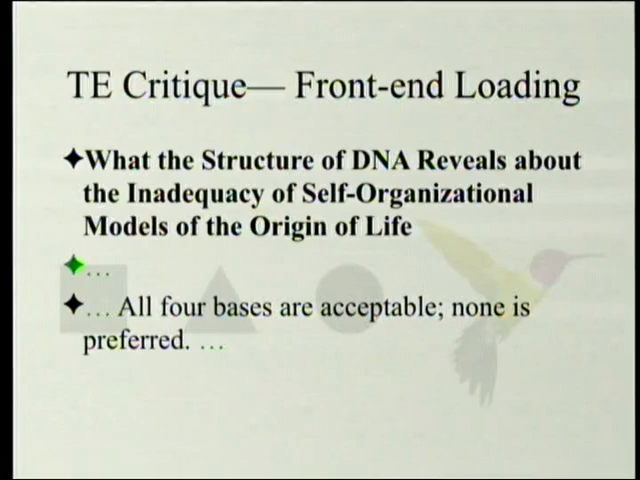 TE Critique— Front-end Loading
✦What the Structure of DNA Reveals about
the Inadequacy of Self-Organizational
Models of the Origin of Life
✦…
✦… All four bases are acceptable; none is
preferred. …